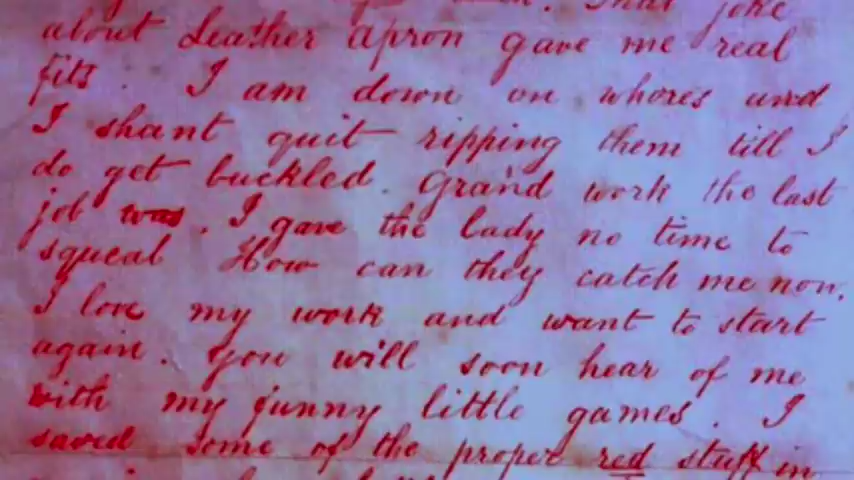 That joke
about Leather Apron gave me real
fits. I am down on whores and
I shant quit ripping them till I
do get buckled. Grand work the last
job was. I gave the lady no time to
squeal How can they catch me now.
I love my work and want to start
again. You will soon hear of me
with my funny little games. I
saved some of the proper red stuff in